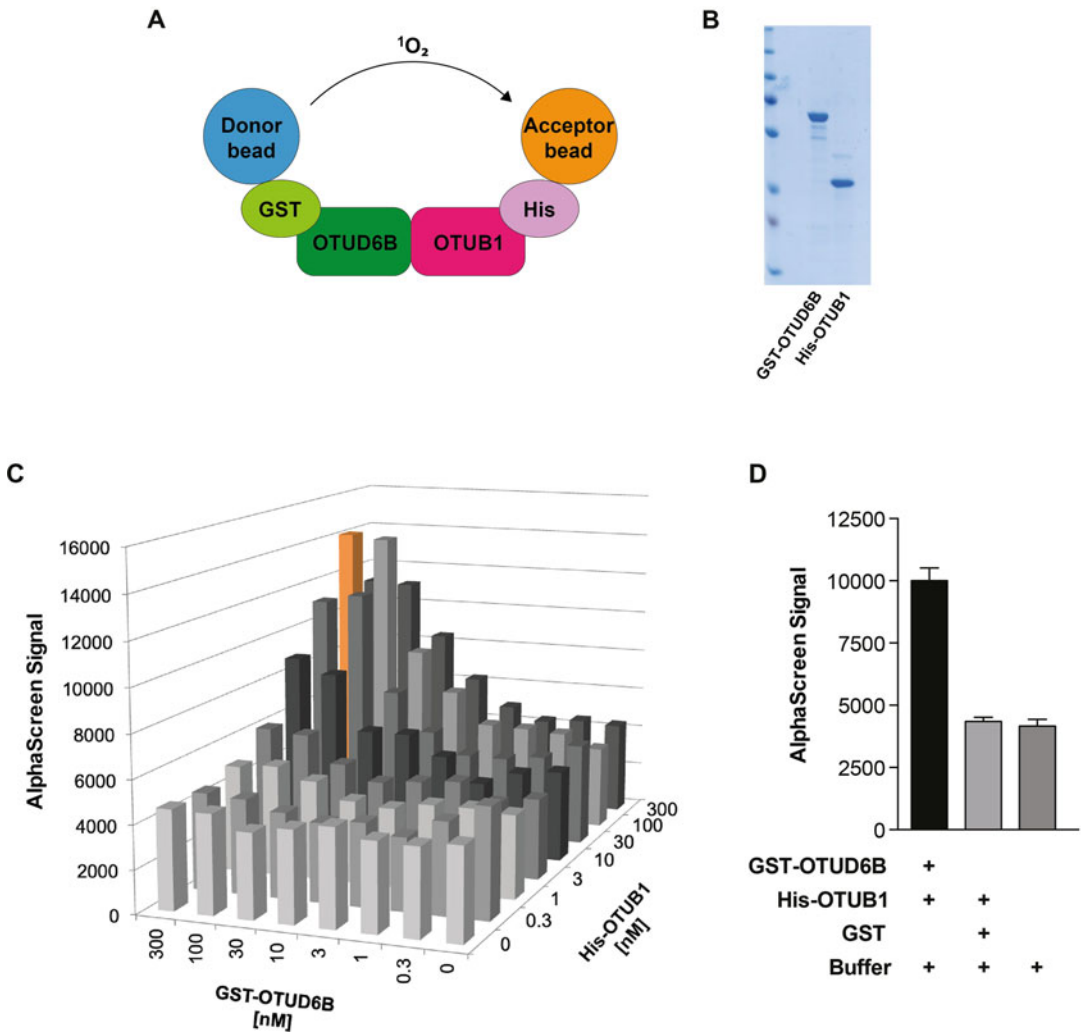 A
¹O₂
Donor
bead
Acceptor
bead
GST
His
OTUD6B
OTUB1
B
GST-OTUD6B
His-OTUB1
C
AlphaScreen Signal
16000
14000
12000
10000
8000
6000
4000
2000
0
300
100
30
10
3
1
0.3
0
GST-OTUD6B
[nM]
300
100
30
10
3
1
0.3
0
His-OTUB1
[nM]
D
AlphaScreen Signal
12500
10000
7500
5000
2500
0
GST-OTUD6B +
His-OTUB1 + +
GST +
Buffer + + +